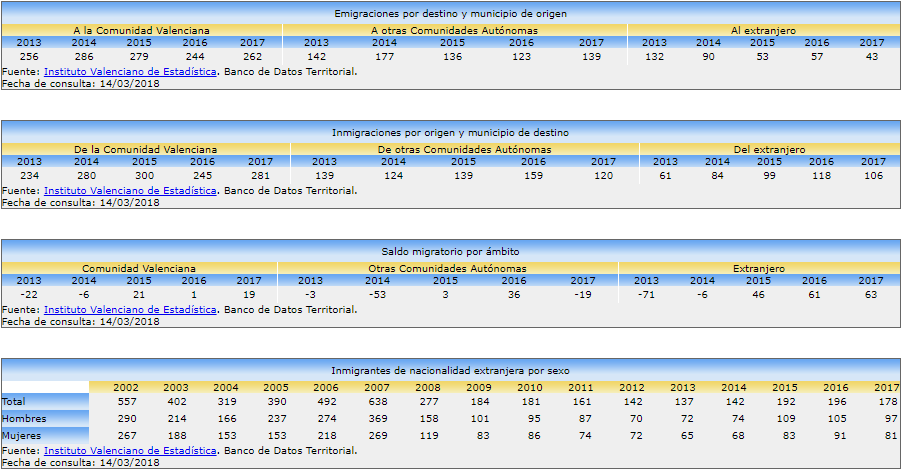 Emigraciones por destino y municipio de origen
A la Comunidad Valenciana A otras Comunidades Autónomas Al extranjero
2013 2014 2015 2016 2017 2013 2014 2015 2016 2017 2013 2014 2015 2016 2017
256 286 279 244 262 142 177 136 123 139 132 90 53 57 43
Fuente: Instituto Valenciano de Estadística. Banco de Datos Territorial.
Fecha de consulta: 14/03/2018
Inmigraciones por origen y municipio de destino
De la Comunidad Valenciana De otras Comunidades Autónomas Del extranjero
2013 2014 2015 2016 2017 2013 2014 2015 2016 2017 2013 2014 2015 2016 2017
234 280 300 245 281 139 124 139 159 120 61 84 99 118 106
Fuente: Instituto Valenciano de Estadística. Banco de Datos Territorial.
Fecha de consulta: 14/03/2018
Saldo migratorio por ámbito
Comunidad Valenciana Otras Comunidades Autónomas Extranjero
2013 2014 2015 2016 2017 2013 2014 2015 2016 2017 2013 2014 2015 2016 2017
-22 -6 21 1 19 -3 -53 3 36 -19 -71 -6 46 61 63
Fuente: Instituto Valenciano de Estadística. Banco de Datos Territorial.
Fecha de consulta: 14/03/2018
Inmigrantes de nacionalidad extranjera por sexo
2002 2003 2004 2005 2006 2007 2008 2009 2010 2011 2012 2013 2014 2015 2016 2017
Total 557 402 319 390 492 638 277 184 181 161 142 137 142 192 196 178
Hombres 290 214 166 237 274 369 158 101 95 87 70 72 74 109 105 97
Mujeres 267 188 153 153 218 269 119 83 86 74 72 65 68 83 91 81
Fuente: Instituto Valenciano de Estadística. Banco de Datos Territorial.
Fecha de consulta: 14/03/2018